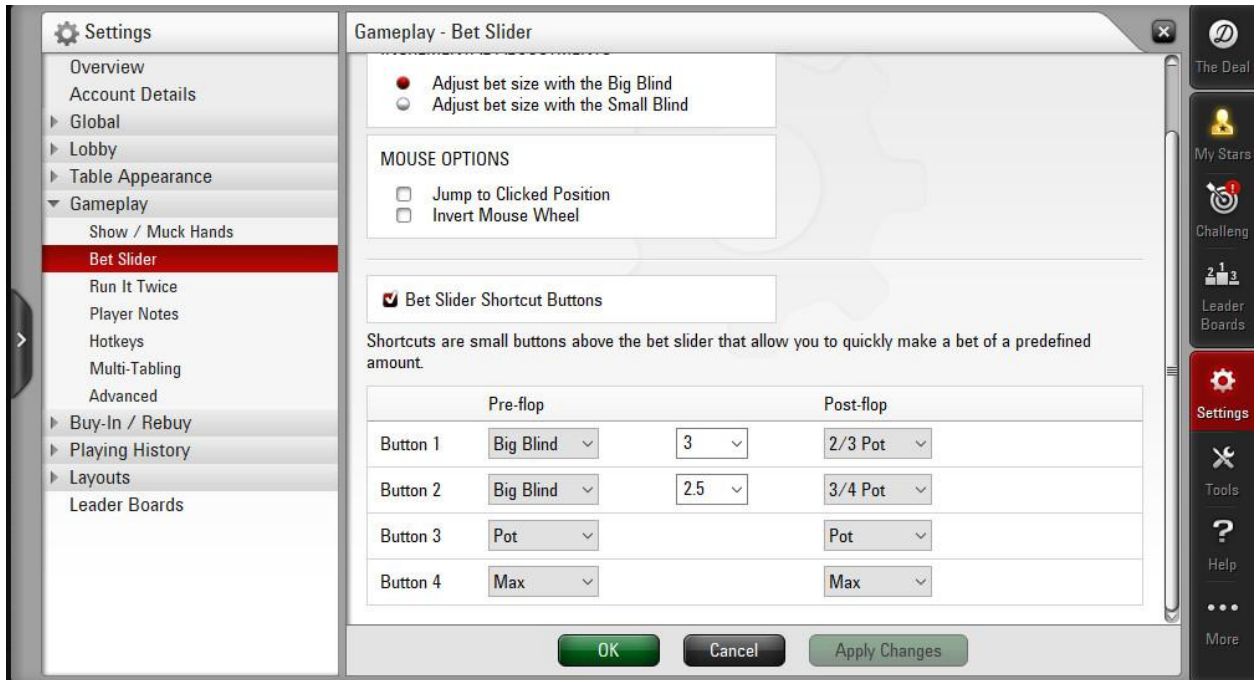 Settings
Overview
Account Details
Global
Lobby
Table Appearance
Gameplay
Show / Muck Hands
Bet Slider
Run It Twice
Player Notes
Hotkeys
Multi-Tabling
Advanced
Buy-In / Rebuy
Playing History
Layouts
Leader Boards
Gameplay - Bet Slider
Adjust bet size with the Big Blind
Adjust bet size with the Small Blind
MOUSE OPTIONS
Jump to Clicked Position
Invert Mouse Wheel
Bet Slider Shortcut Buttons
Shortcuts are small buttons above the bet slider that allow you to quickly make a bet of a predefined
amount.
Pre-flop Post-flop
Button 1 Big Blind 3 2/3 Pot
Button 2 Big Blind 2.5 3/4 Pot
Button 3 Pot Pot
Button 4 Max Max
OK Cancel Apply Changes
D
The Deal
My Stars
!
Challeng
2 1 3
Leader
Boards
Settings
Tools
?
Help
More